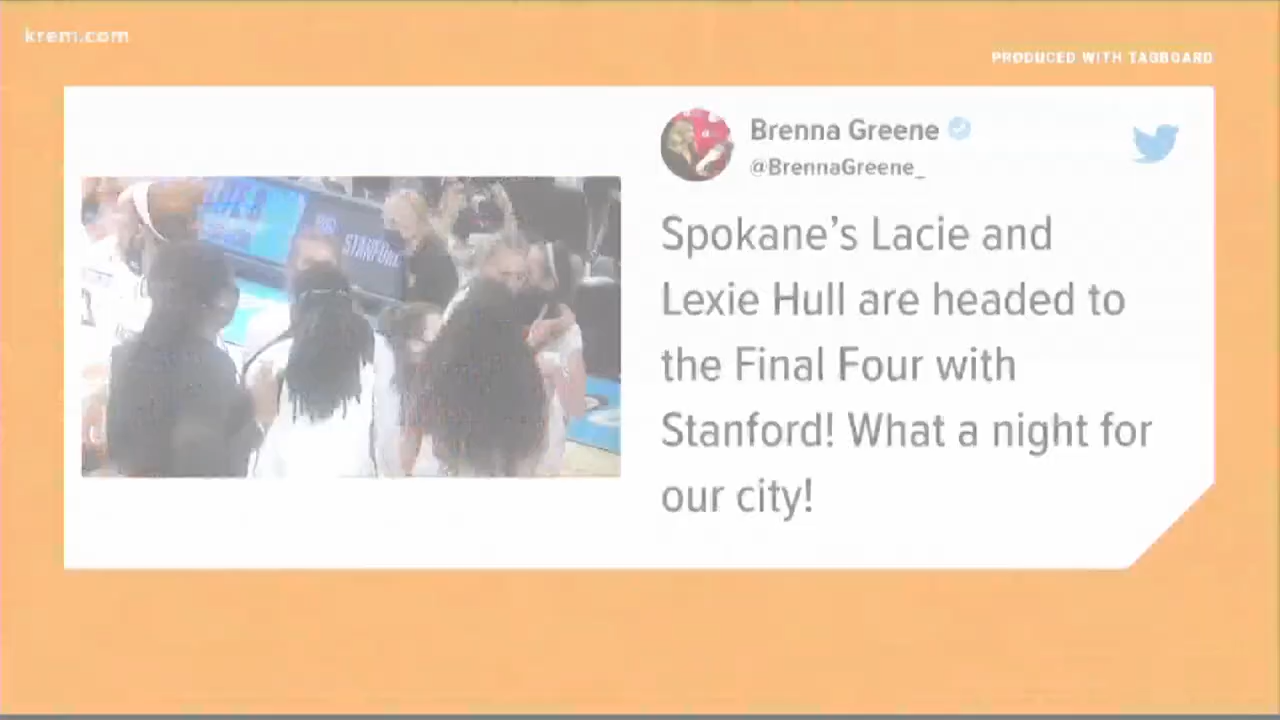 krem.com
PRODUCED WITH TAGBOARD
Brenna Greene
@BrennaGreene_
Spokane’s Lacie and
Lexie Hull are headed to
the Final Four with
Stanford! What a night for
our city!
STANFORD